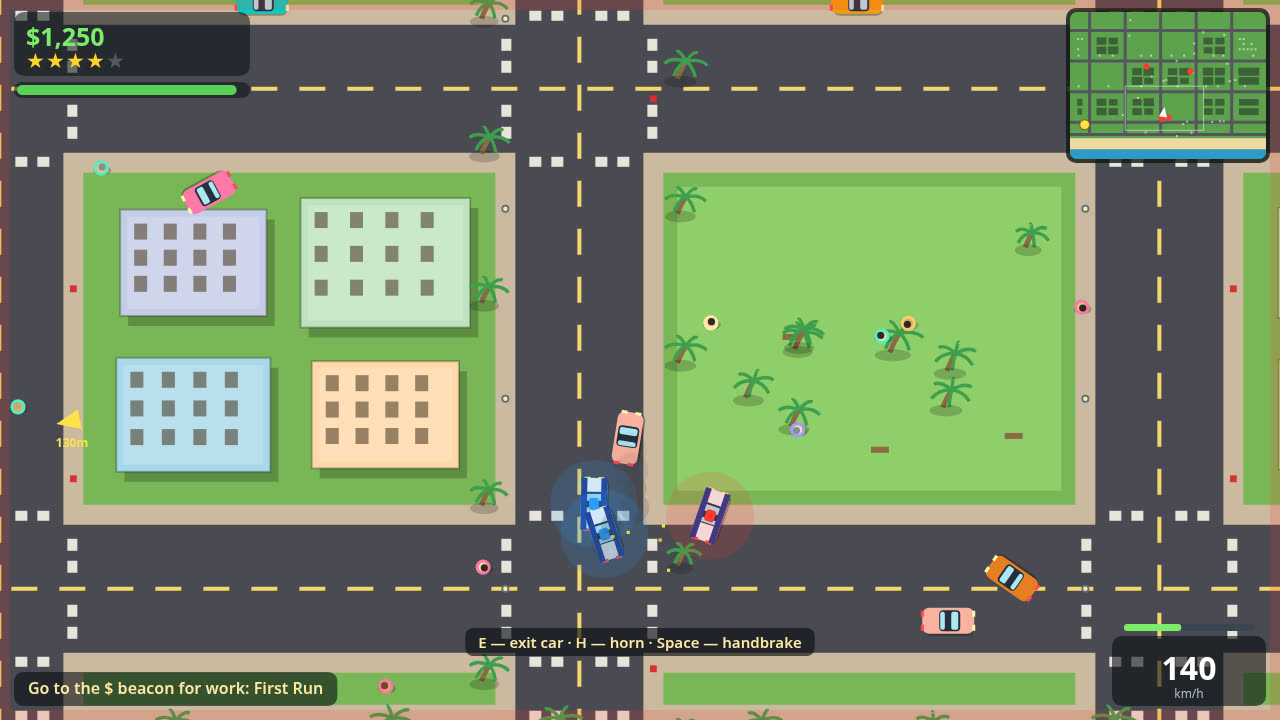 $1,250
130m
E — exit car · H — horn · Space — handbrake
Go to the $ beacon for work: First Run
140
km/h